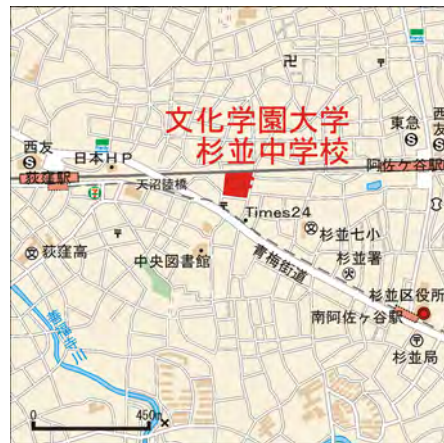 文化学園大学
杉並中学校
西友
日本HP
東急
西友
荻窪駅
天沼陸橋
阿佐ケ谷駅
Times24
杉並七小
荻窪高
中央図書館
青梅街道
杉並署
杉並区役所
南阿佐ケ谷駅
善福寺川
杉並局
0
450m